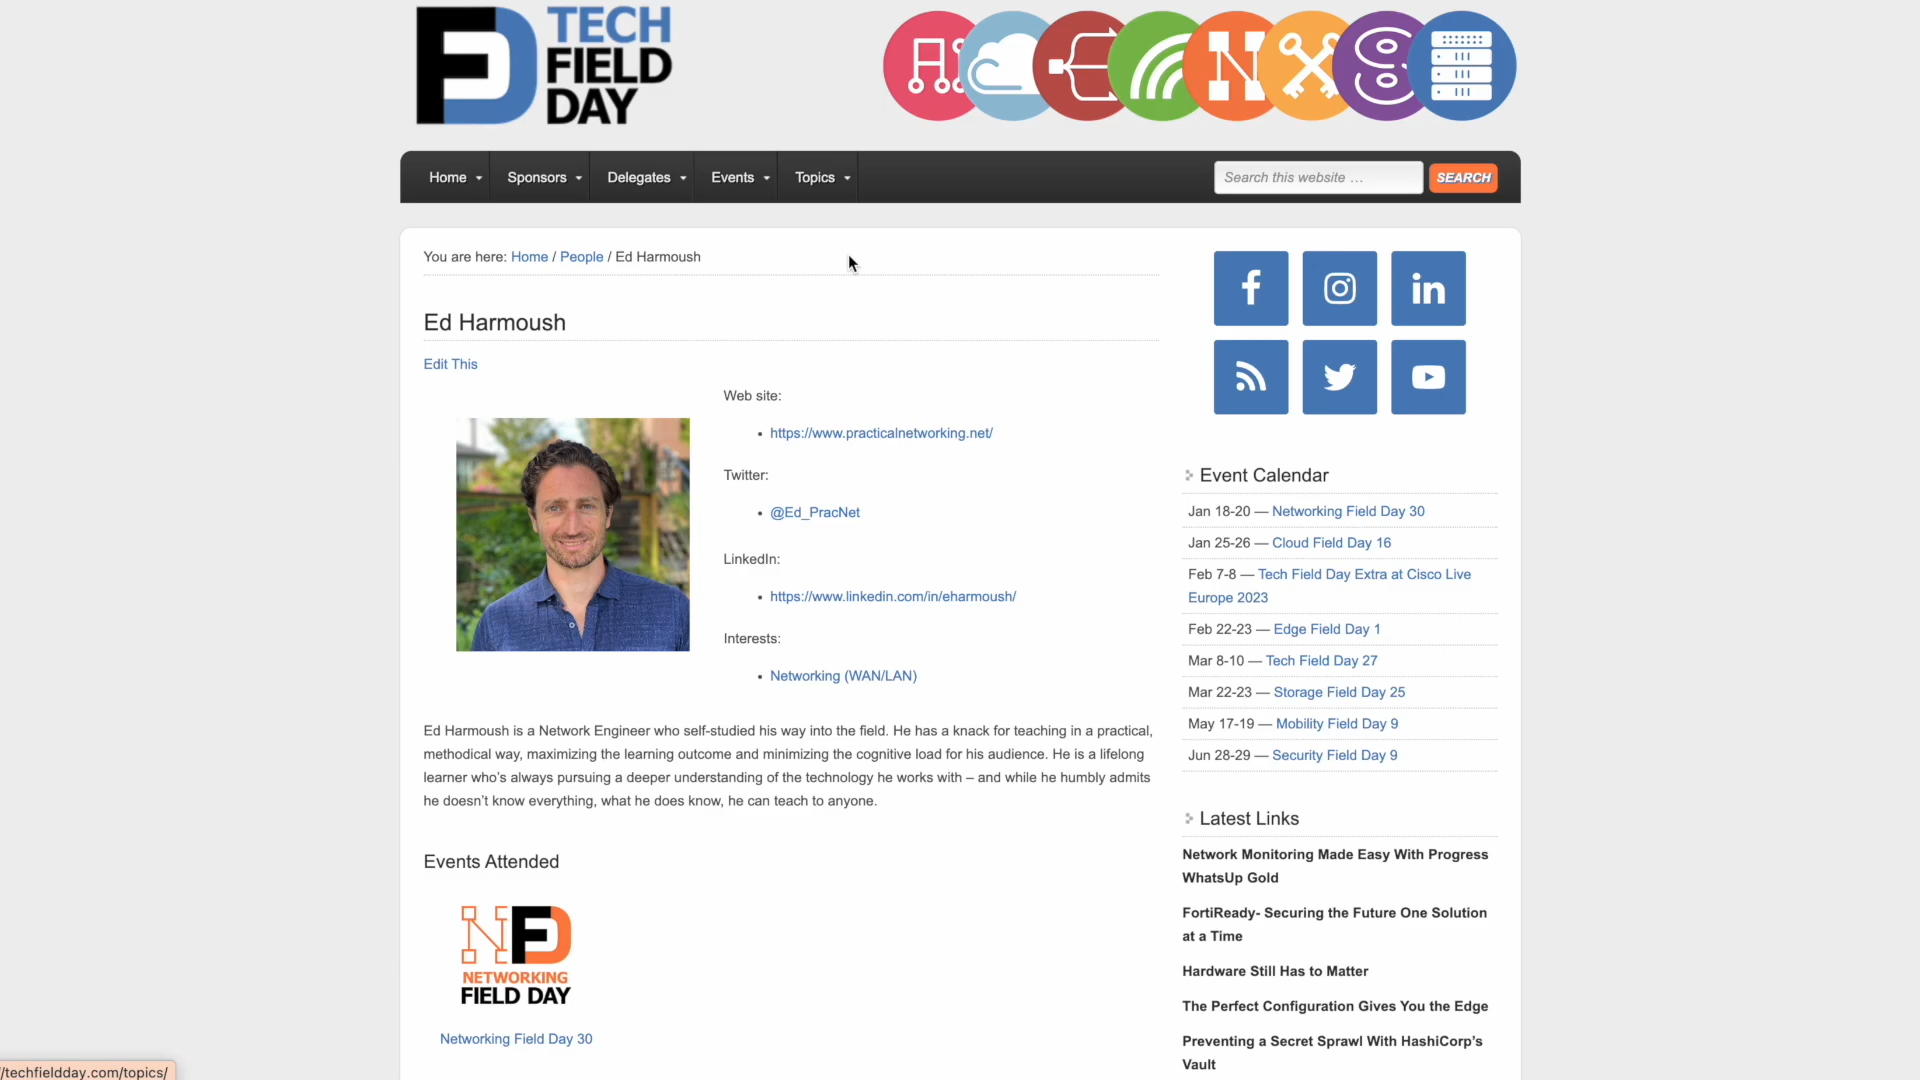 TECH
FIELD
DAY
Home
Sponsors
Delegates
Events
Topics
Search this website …
SEARCH
You are here: Home / People / Ed Harmoush
Ed Harmoush
Edit This
Web site:
https://www.practicalnetworking.net/
Twitter:
@Ed_PracNet
LinkedIn:
https://www.linkedin.com/in/eharmoush/
Interests:
Networking (WAN/LAN)
Ed Harmoush is a Network Engineer who self-studied his way into the field. He has a knack for teaching in a practical,
methodical way, maximizing the learning outcome and minimizing the cognitive load for his audience. He is a lifelong
learner who’s always pursuing a deeper understanding of the technology he works with – and while he humbly admits
he doesn’t know everything, what he does know, he can teach to anyone.
Events Attended
NFD
NETWORKING
FIELD DAY
Networking Field Day 30
Event Calendar
Jan 18-20 — Networking Field Day 30
Jan 25-26 — Cloud Field Day 16
Feb 7-8 — Tech Field Day Extra at Cisco Live
Europe 2023
Feb 22-23 — Edge Field Day 1
Mar 8-10 — Tech Field Day 27
Mar 22-23 — Storage Field Day 25
May 17-19 — Mobility Field Day 9
Jun 28-29 — Security Field Day 9
Latest Links
Network Monitoring Made Easy With Progress
WhatsUp Gold
FortiReady- Securing the Future One Solution
at a Time
Hardware Still Has to Matter
The Perfect Configuration Gives You the Edge
Preventing a Secret Sprawl With HashiCorp’s
Vault
/techfieldday.com/topics/